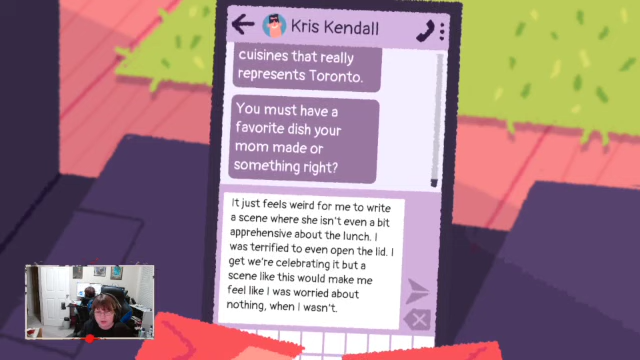 Kris Kendall
cuisines that really
represents Toronto.
You must have a
favorite dish your
mom made or
something right?
It just feels weird for me to write
a scene where she isn't even a bit
apprehensive about the lunch. I
was terrified to even open the lid. I
get we're celebrating it but a
scene like this would make me
feel like I was worried about
nothing, when I wasn't.